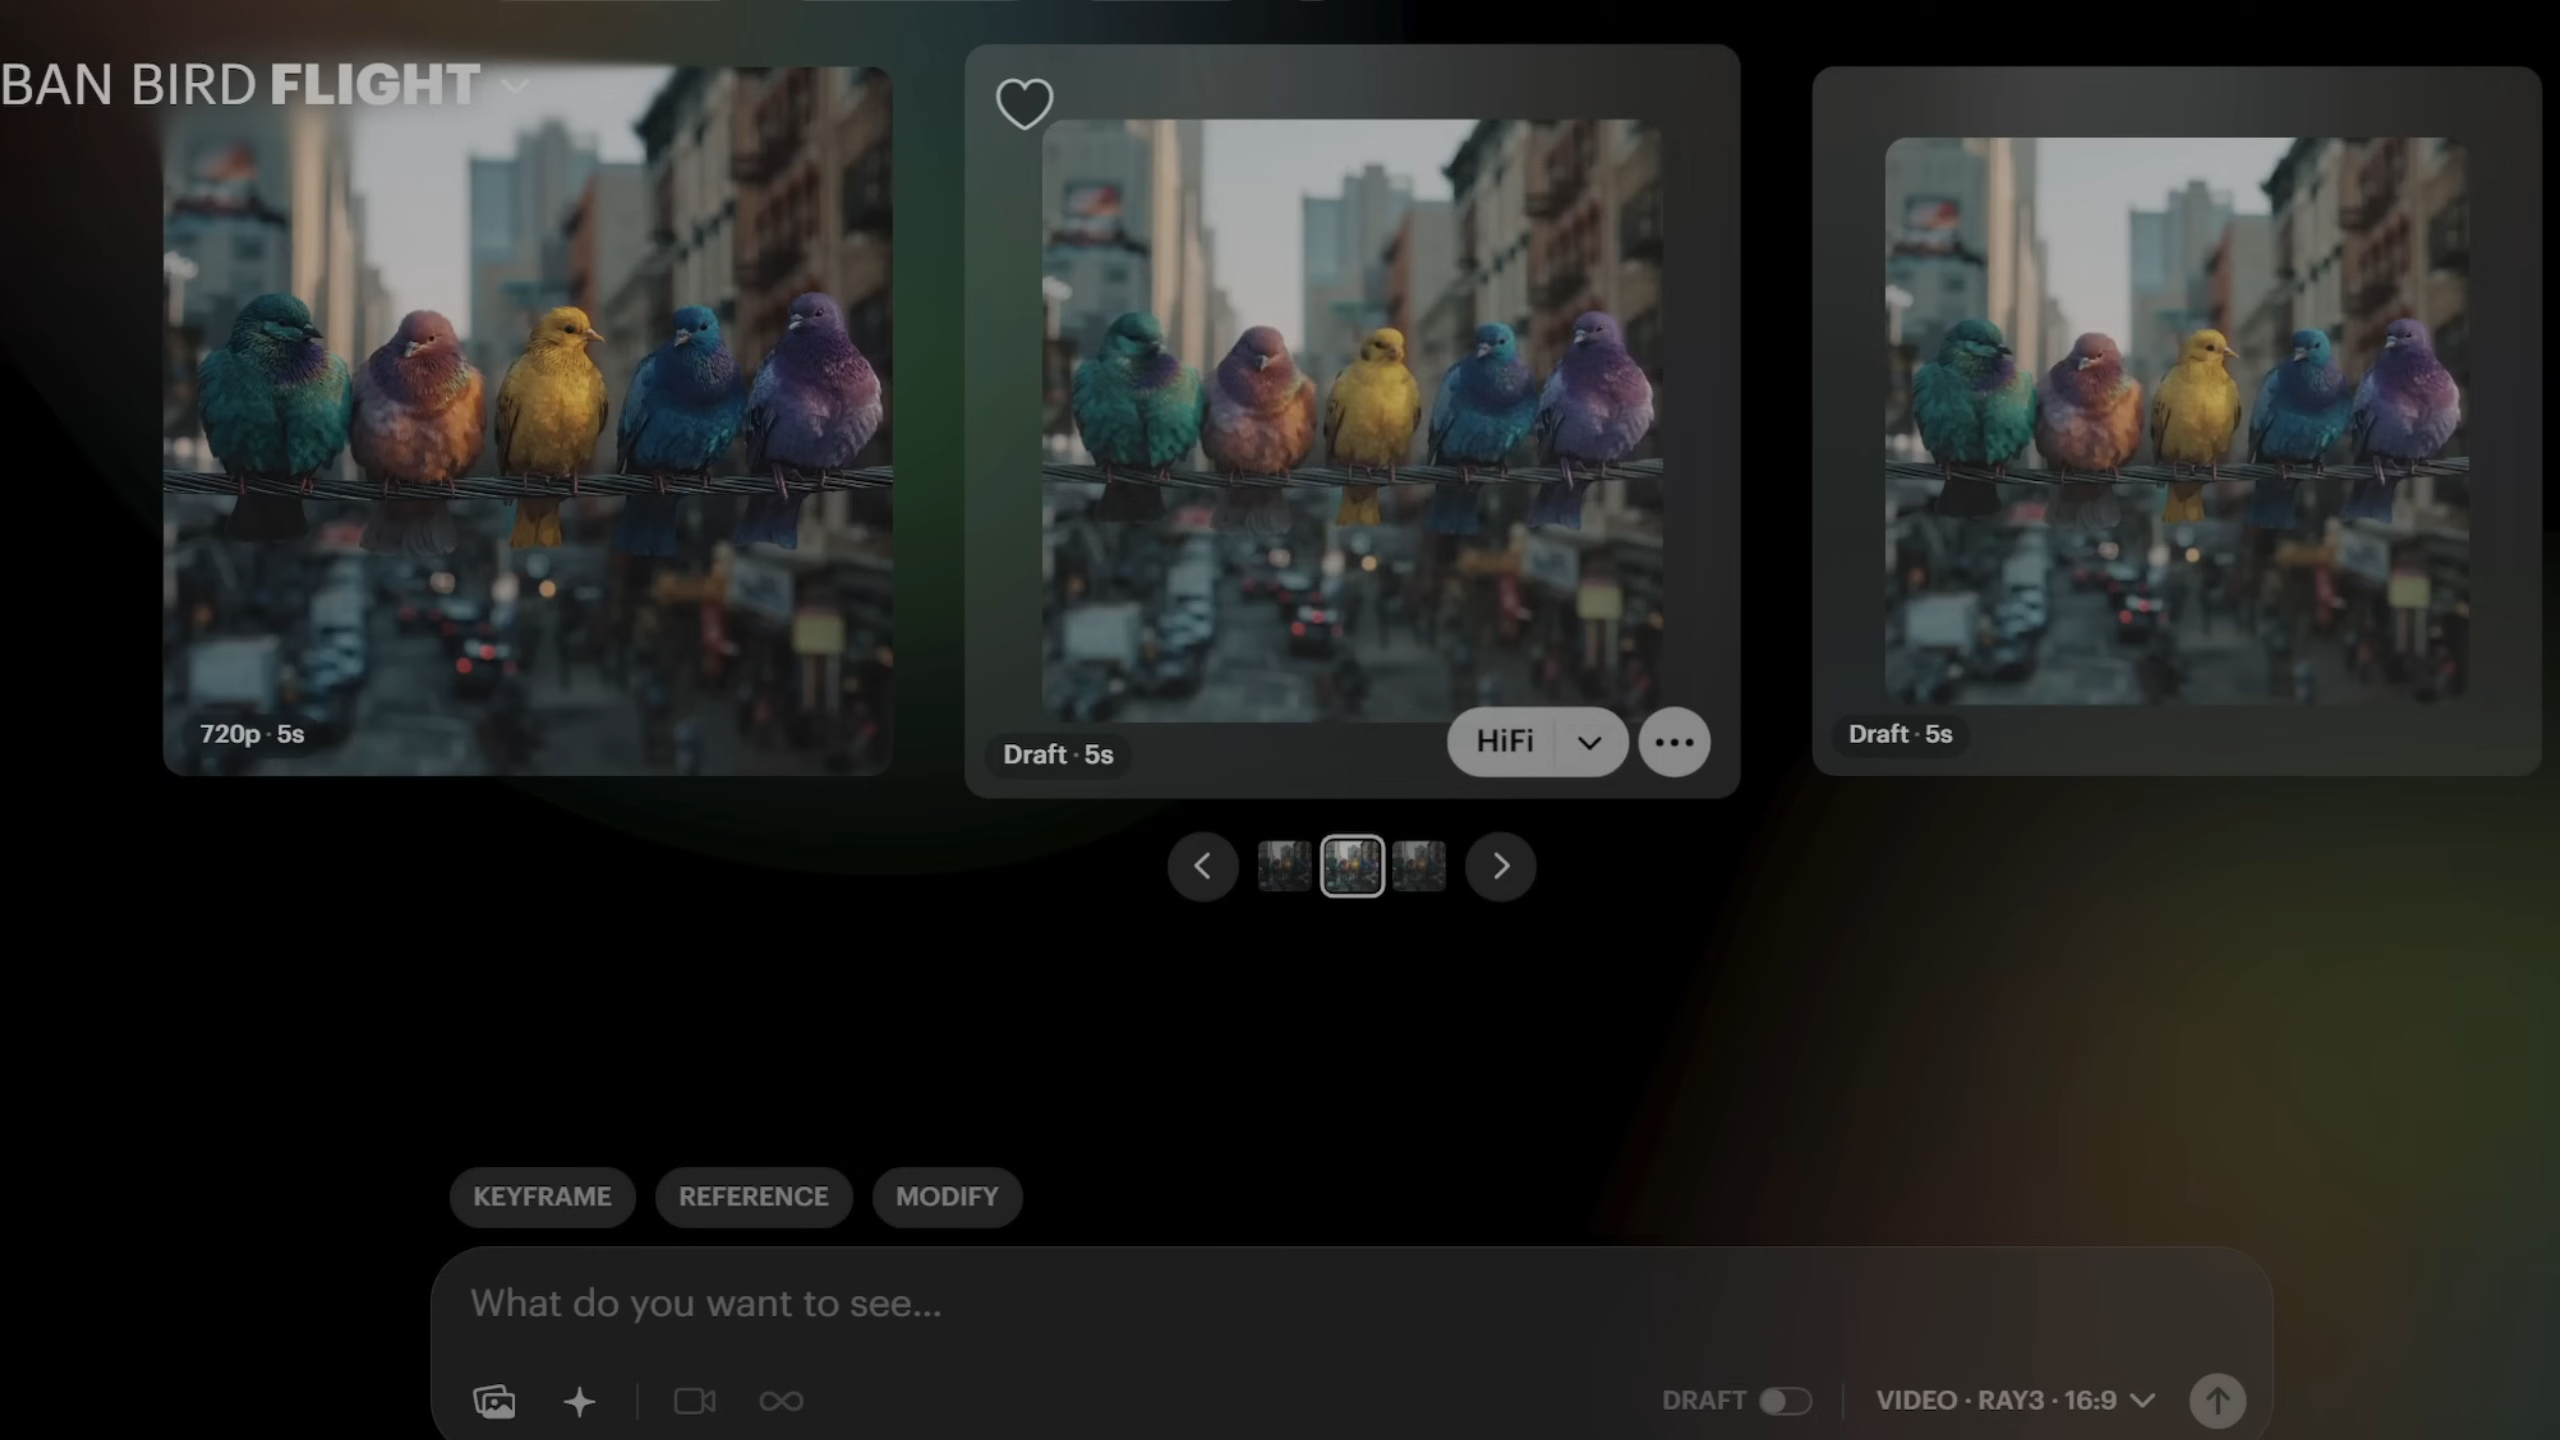 BAN BIRD FLIGHT
720p · 5s
Draft · 5s
HiFi
Draft · 5s
KEYFRAME
REFERENCE
MODIFY
What do you want to see...
DRAFT
VIDEO · RAY3 · 16:9